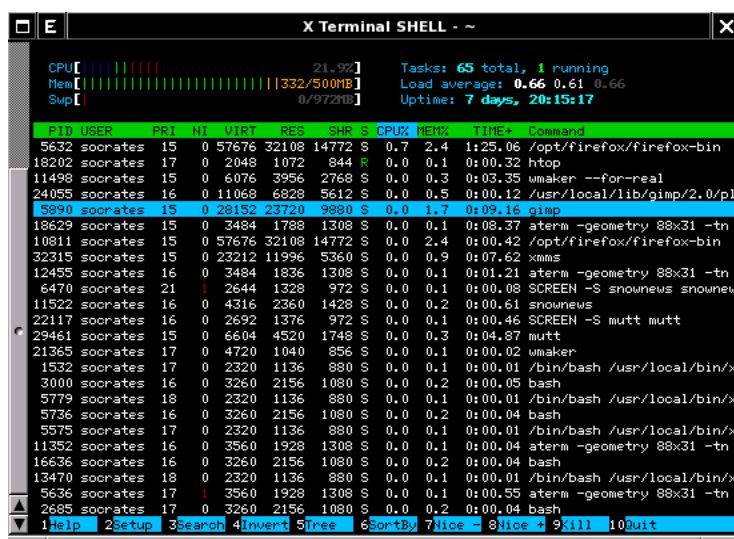 E X Terminal SHELL - ~
CPU[||||||||||| 21.9%] Tasks: 65 total, 1 running
Mem[||||||||||||||||||||||||||332/500MB] Load average: 0.66 0.61 0.66
Swp[| 0/972MB] Uptime: 7 days, 20:15:17
PID USER PRI NI VIRT RES SHR S CPU% MEM% TIME+ Command
5632 socrates 15 0 57676 32108 14772 S 0.7 2.4 1:25.06 /opt/firefox/firefox-bin
18202 socrates 17 0 2048 1072 844 R 0.0 0.1 0:00.32 htop
11498 socrates 15 0 6076 3956 2768 S 0.0 0.3 0:03.35 wmaker --for-real
24055 socrates 16 0 11068 6828 5612 S 0.0 0.5 0:00.12 /usr/local/lib/gimp/2.0/pl
5890 socrates 15 0 28152 23720 9880 S 0.0 1.7 0:09.16 gimp
18629 socrates 15 0 3484 1788 1308 S 0.0 0.1 0:08.37 aterm -geometry 88x31 -tn
10811 socrates 15 0 57676 32108 14772 S 0.0 2.4 0:00.42 /opt/firefox/firefox-bin
32315 socrates 15 0 23212 11996 5360 S 0.0 0.9 0:07.62 xmms
12455 socrates 16 0 3484 1836 1308 S 0.0 0.1 0:01.21 aterm -geometry 88x31 -tn
6470 socrates 21 1 2644 1328 972 S 0.0 0.1 0:00.08 SCREEN -S snownews snownew
11522 socrates 16 0 4316 2360 1428 S 0.0 0.2 0:00.61 snownews
22117 socrates 16 0 2692 1376 972 S 0.0 0.1 0:00.46 SCREEN -S mutt mutt
29461 socrates 15 0 6604 4520 1748 S 0.0 0.3 0:04.87 mutt
21365 socrates 17 0 4720 1040 856 S 0.0 0.1 0:00.02 wmaker
1532 socrates 17 0 2320 1136 880 S 0.0 0.1 0:00.01 /bin/bash /usr/local/bin/x
3000 socrates 16 0 3260 2156 1080 S 0.0 0.2 0:00.05 bash
5779 socrates 18 0 2320 1136 880 S 0.0 0.1 0:00.01 /bin/bash /usr/local/bin/x
5736 socrates 16 0 3260 2156 1080 S 0.0 0.2 0:00.04 bash
5575 socrates 17 0 2320 1136 880 S 0.0 0.1 0:00.01 /bin/bash /usr/local/bin/x
11352 socrates 16 0 3560 1928 1308 S 0.0 0.1 0:00.04 aterm -geometry 88x31 -tn
16636 socrates 16 0 3260 2156 1080 S 0.0 0.2 0:00.04 bash
13470 socrates 18 0 2320 1136 880 S 0.0 0.1 0:00.01 /bin/bash /usr/local/bin/x
5636 socrates 17 1 3560 1928 1308 S 0.0 0.1 0:00.55 aterm -geometry 88x31 -tn
2685 socrates 17 0 3260 2156 1080 S 0.0 0.2 0:00.04 bash
1Help 2Setup 3Search 4Invert 5Tree 6SortBy 7Nice - 8Nice + 9Kill 10Quit